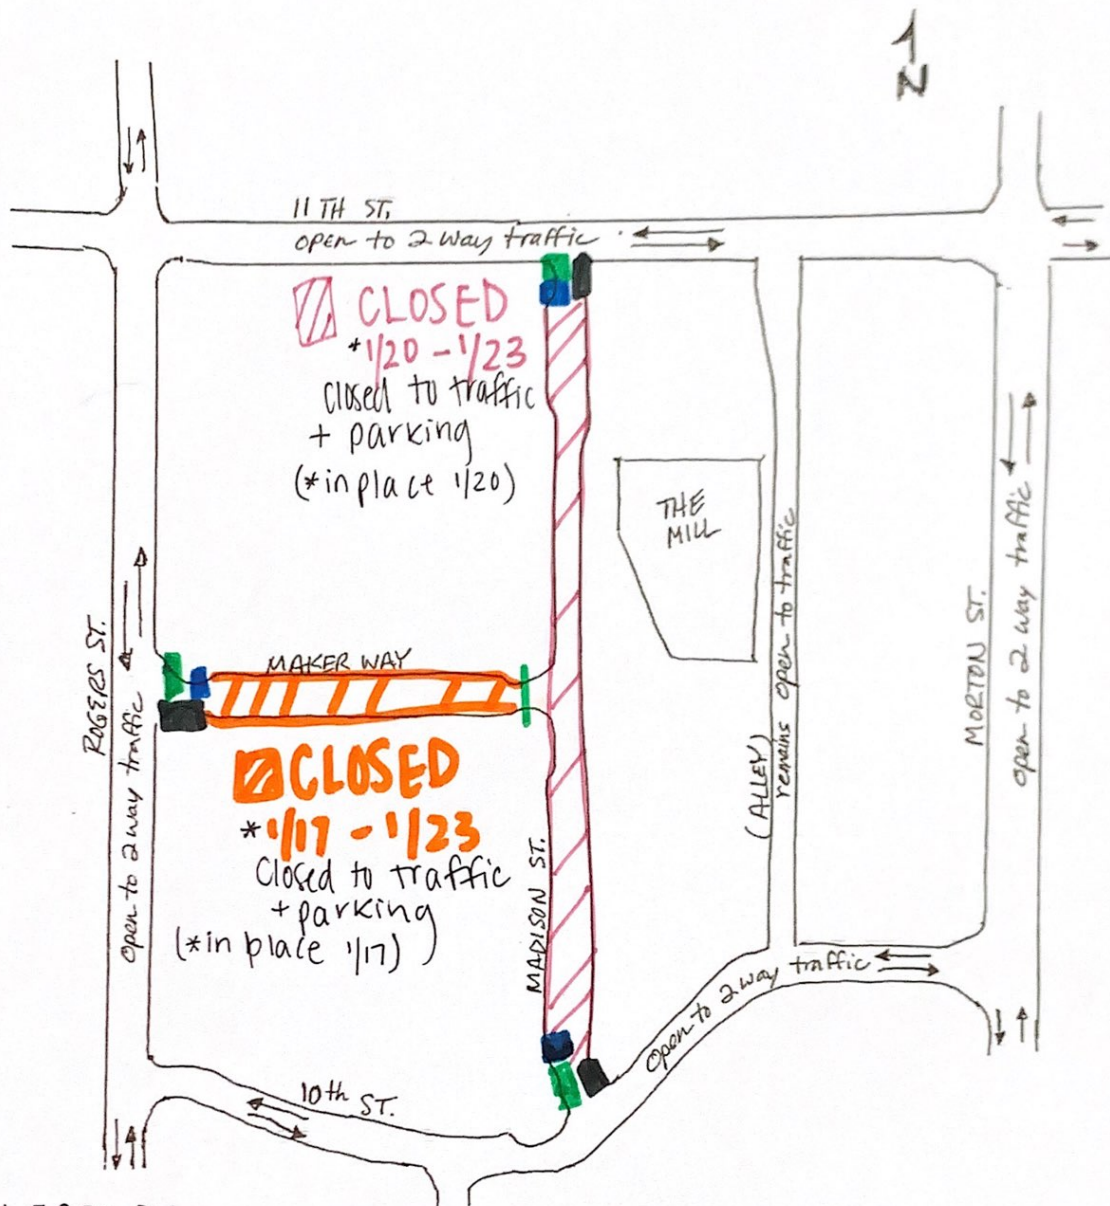 N
11 TH ST.
OPEN to 2 way traffic
CLOSED
*1/20 - 1/23
closed to traffic
+ parking
(*in place 1/20)
THE
MILL
MAKER WAY
CLOSED
*1/17 - 1/23
Closed to traffic
+ parking
(*in place 1/17)
ROGERS ST.
open to 2 way traffic
MADISON ST.
(ALLEY)
remains open to traffic
MORTON ST.
open to 2 way traffic
10th ST.
Open to 2 way traffic